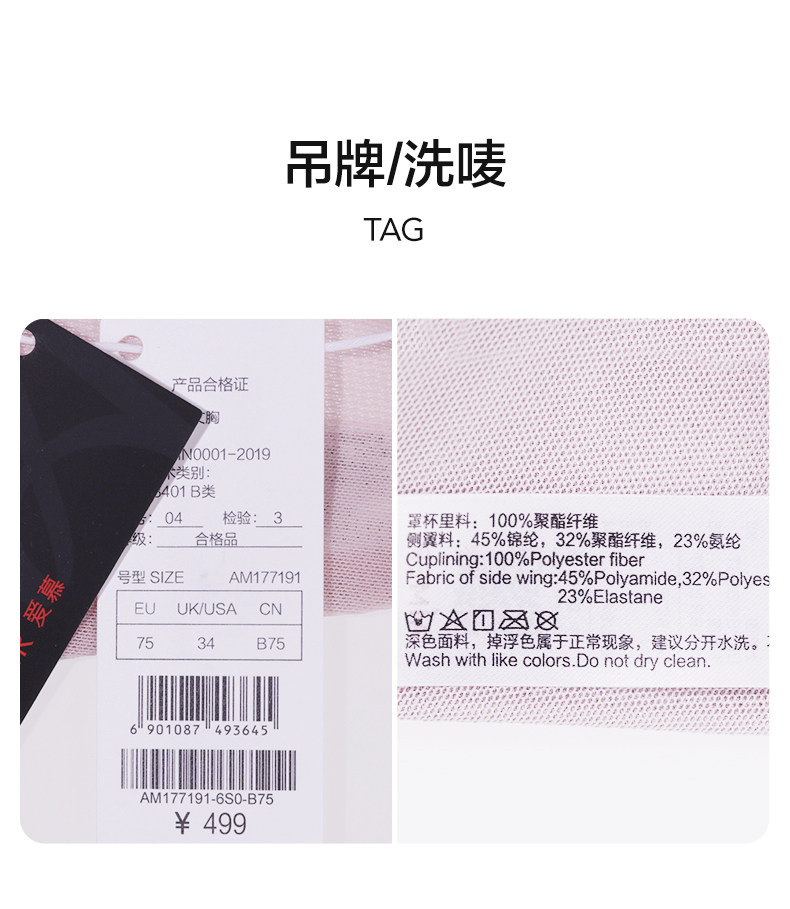 吊牌/洗唛
TAG
产品合格证
胸
N0001-2019
类别:
401 B类
: 04 检验: 3
级: 合格品
号型 SIZE AM177191
EU UK/USA CN
75 34 B75
6 901087 493645
AM177191-6S0-B75
¥ 499
爱慕
罩杯里料: 100%聚酯纤维
侧翼料: 45%锦纶, 32%聚酯纤维, 23%氨纶
Cuplining:100%Polyester fiber
Fabric of side wing:45%Polyamide,32%Polyes
23%Elastane
深色面料, 掉浮色属于正常现象, 建议分开水洗。
Wash with like colors.Do not dry clean.